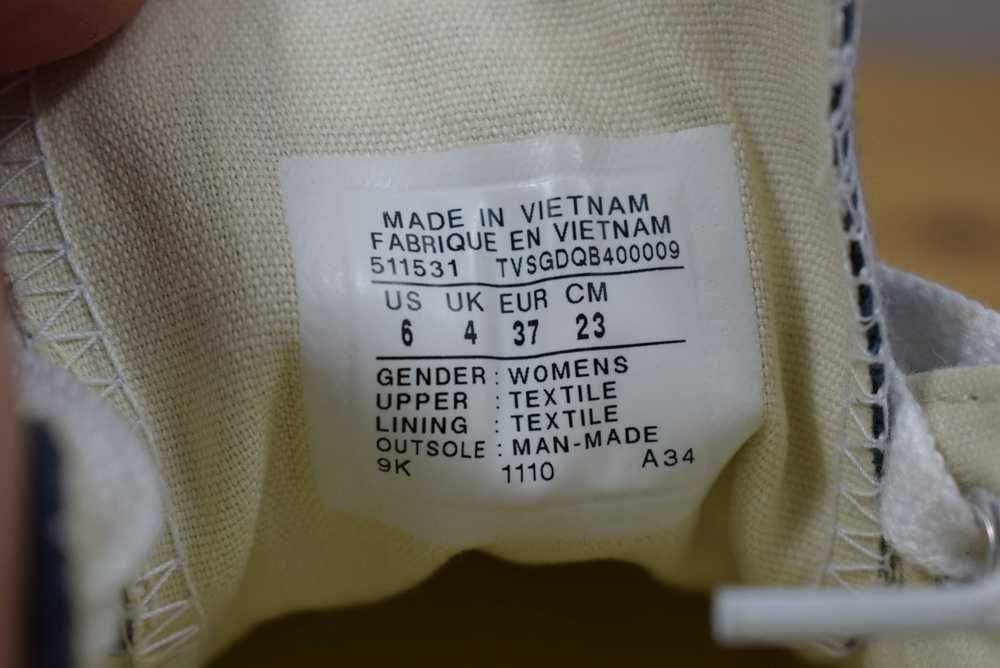 MADE IN VIETNAM
FABRIQUE EN VIETNAM
511531 TVSGDQB400009
US UK EUR CM
6 4 37 23
GENDER : WOMENS
UPPER : TEXTILE
LINING : TEXTILE
OUTSOLE : MAN-MADE
9K 1110 A34